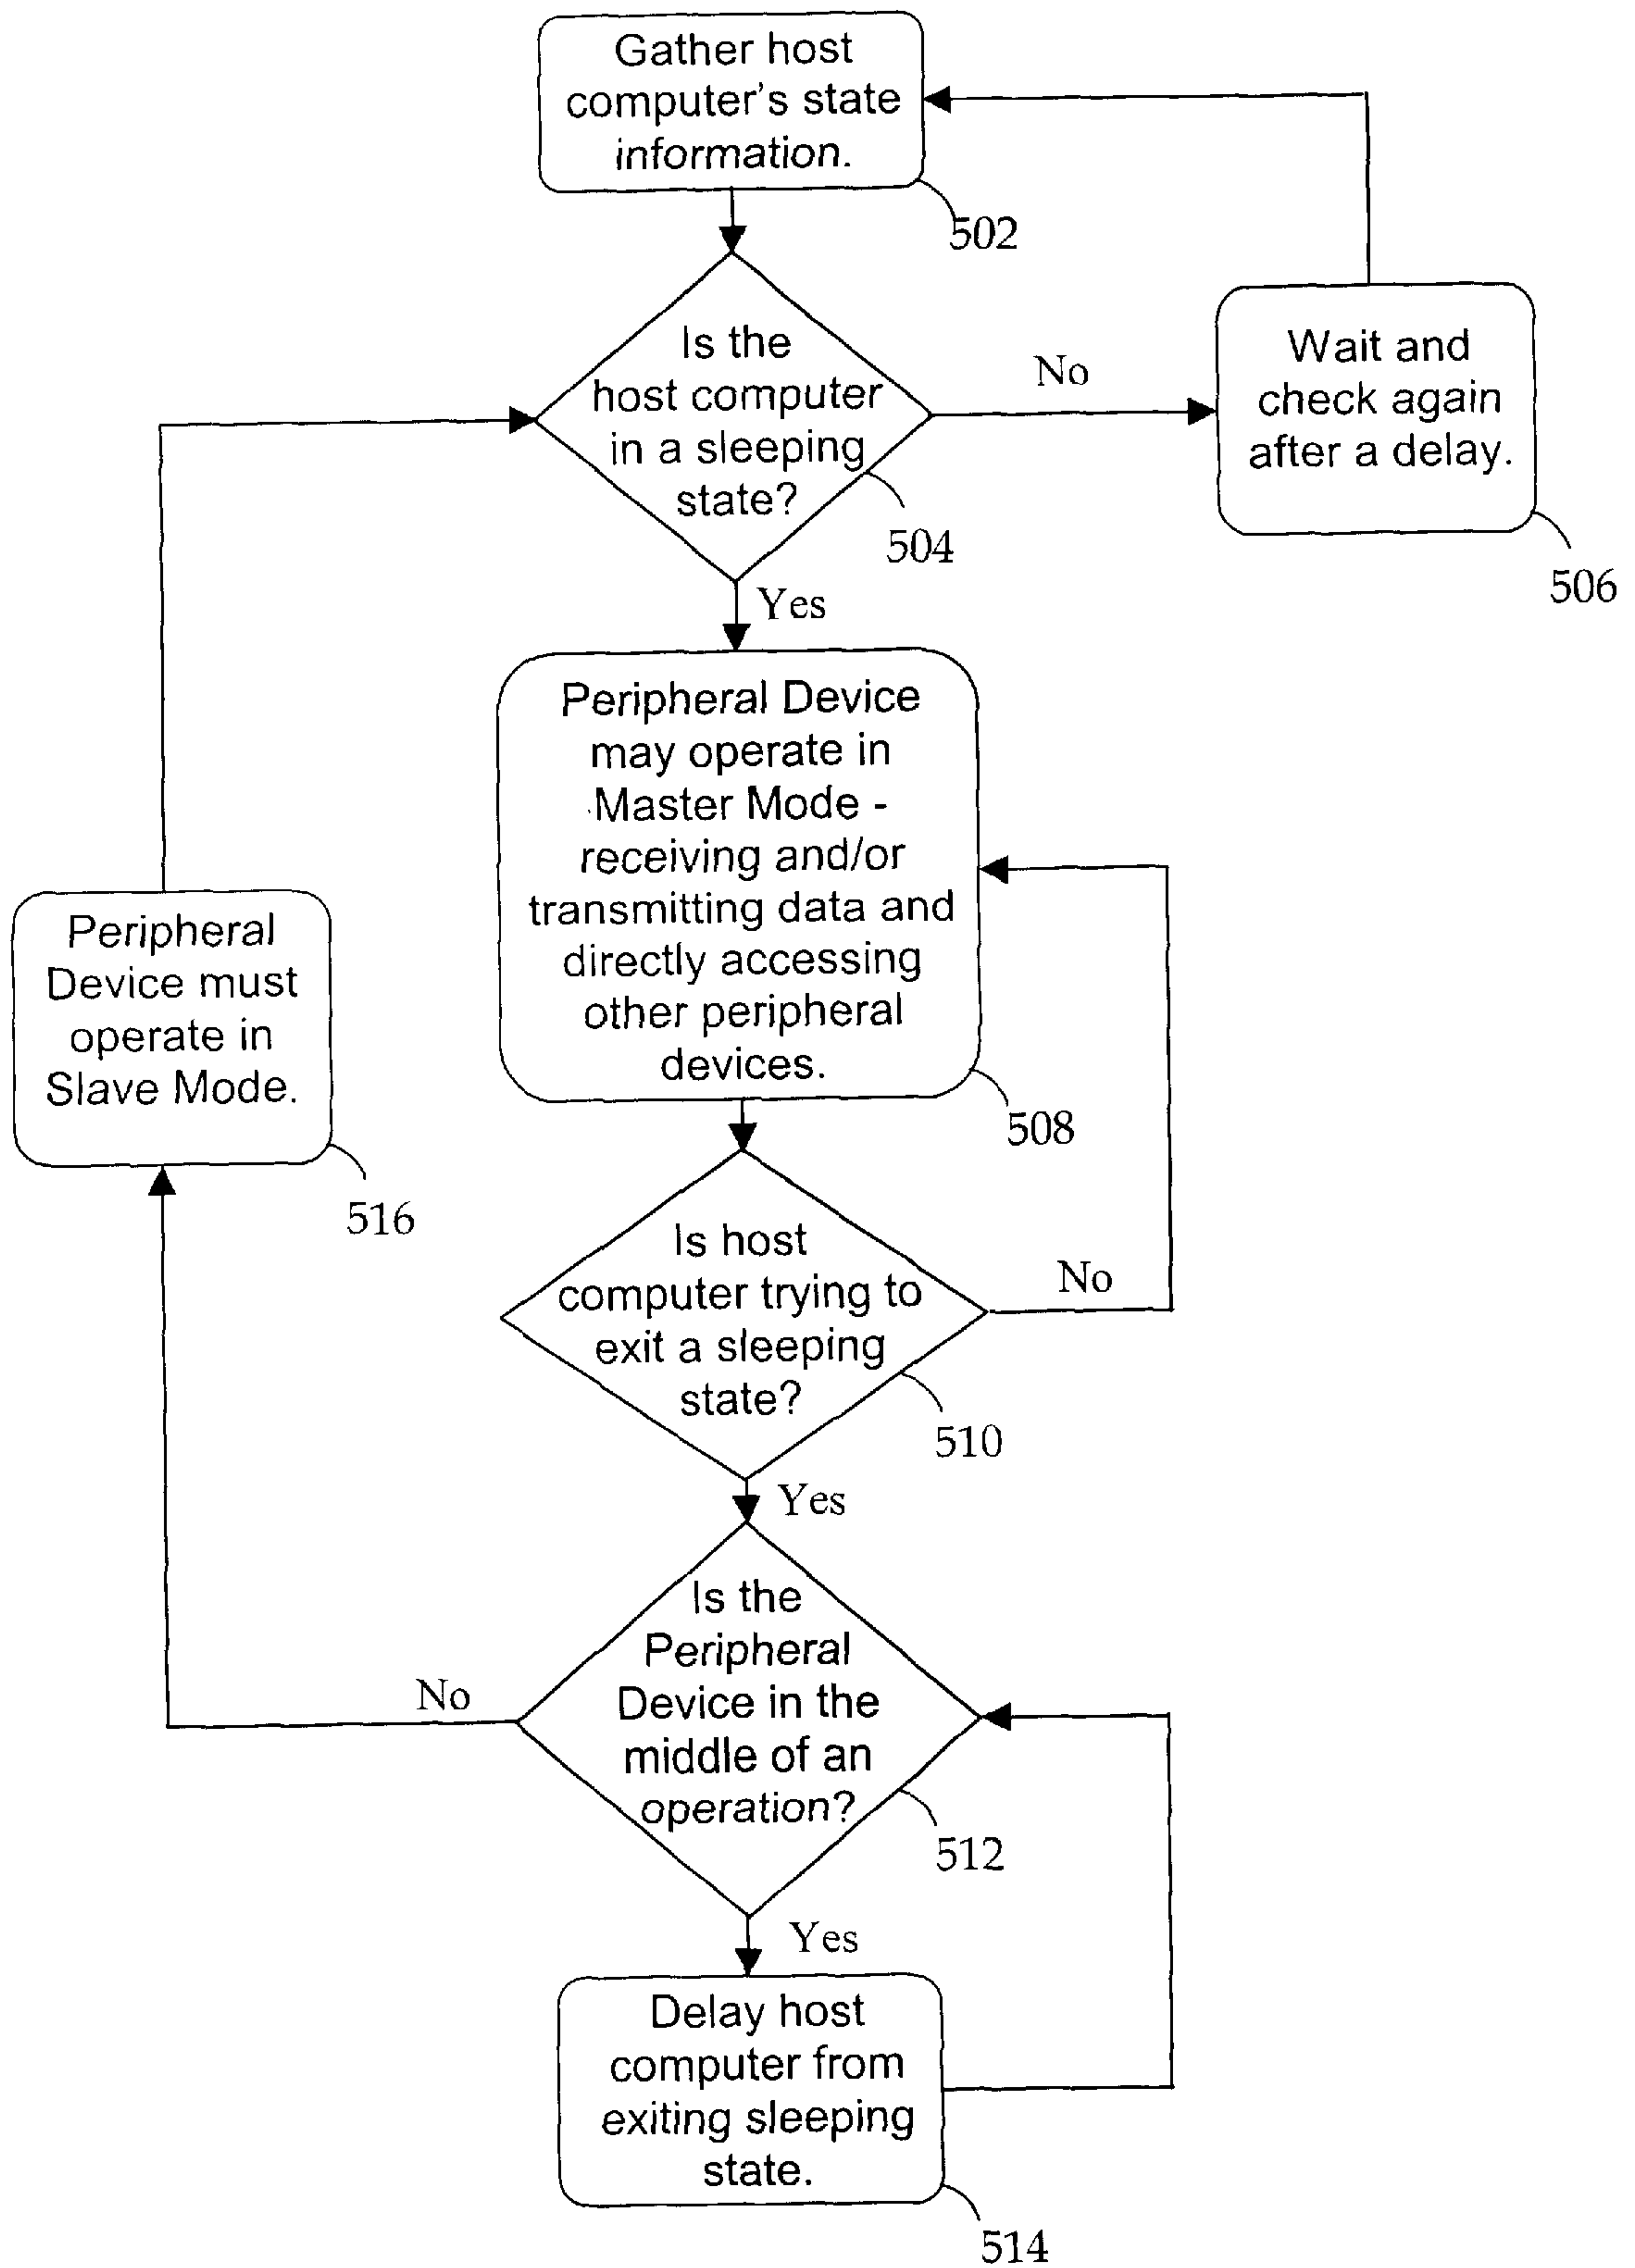 Gather host
computer's state
information.
502
Is the
host computer
in a sleeping
state?
504
No
Wait and
check again
after a delay.
506
Yes
Peripheral Device
may operate in
Master Mode -
receiving and/or
transmitting data and
directly accessing
other peripheral
devices.
508
Peripheral
Device must
operate in
Slave Mode.
516
Is host
computer trying to
exit a sleeping
state?
510
No
Yes
Is the
Peripheral
Device in the
middle of an
operation?
512
No
Yes
Delay host
computer from
exiting sleeping
state.
514